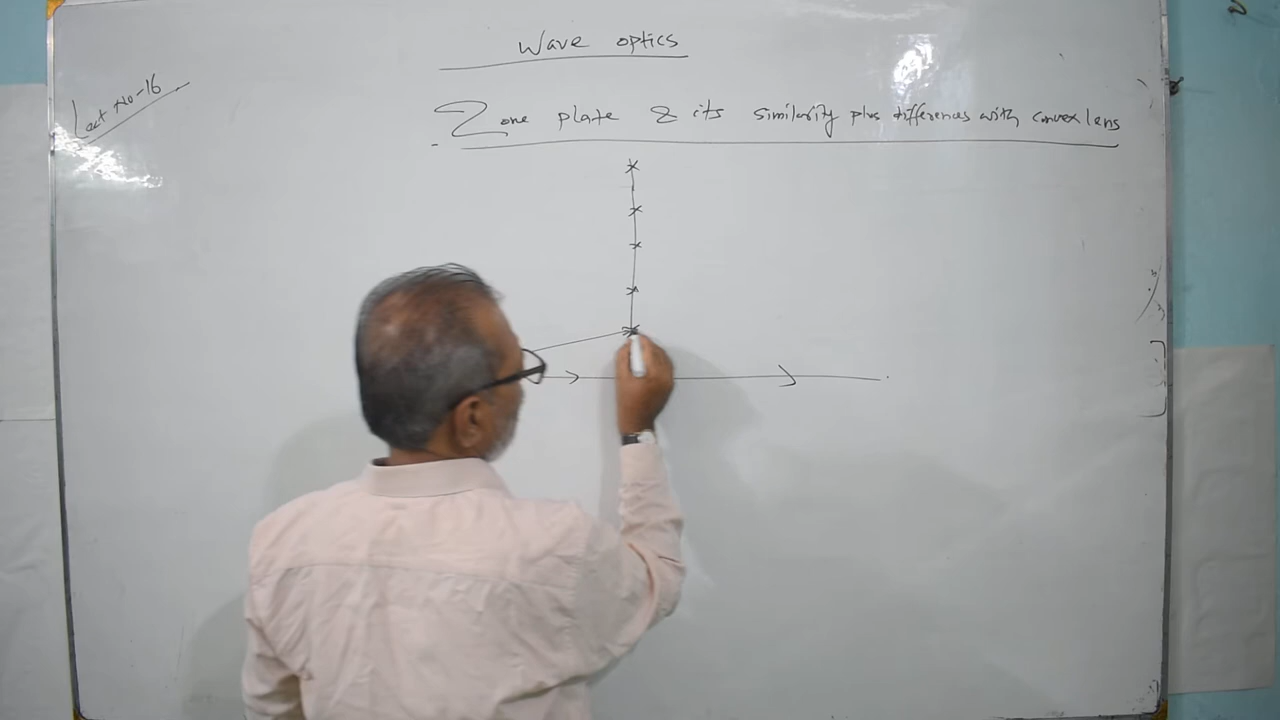 Wave optics
Lect No-16
Zone plate & its similarity plus differences with convex lens